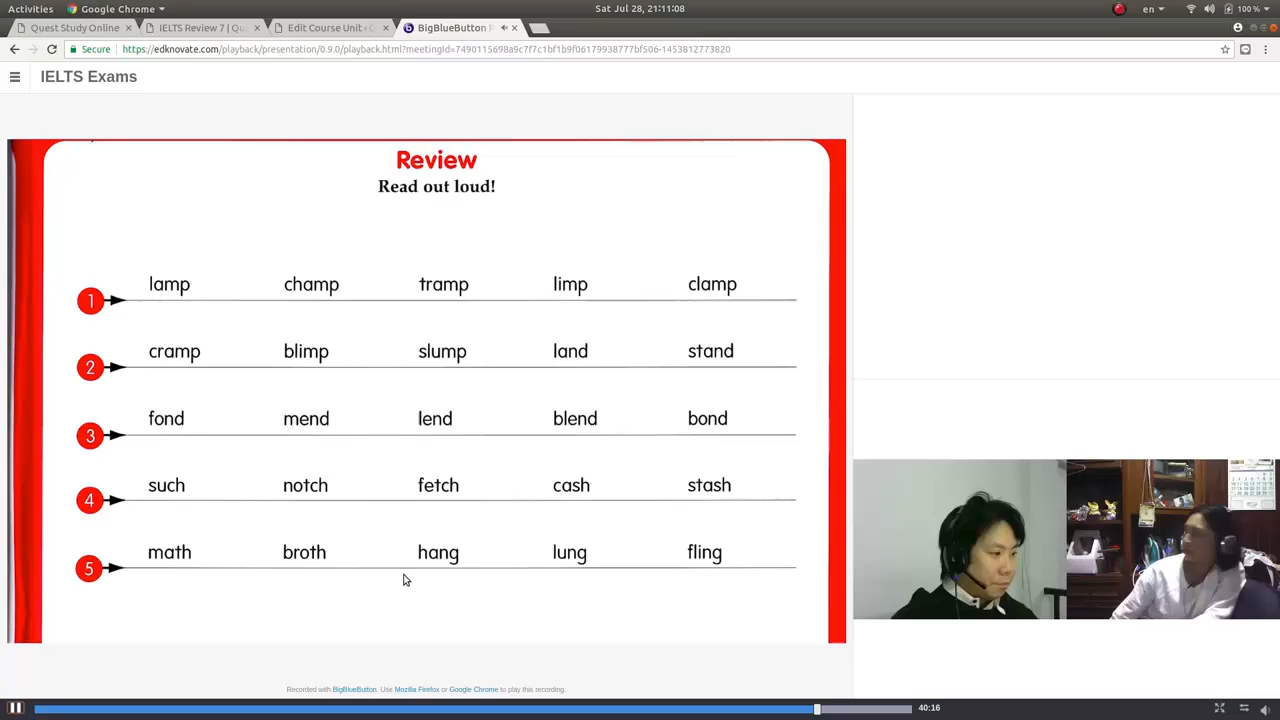 Activities Google Chrome Sat Jul 28, 21:11:08 en 100%
Quest Study Online IELTS Review 7 | Qu Edit Course Unit BigBlueButton
Secure https://edknovate.com/playback/presentation/0.9.0/playback.html?meetingId=7490115698a9c7f7c1bf1b9f06179938777bf506-1453812773820
IELTS Exams
Review
Read out loud!
1 lamp champ tramp limp clamp
2 cramp blimp slump land stand
3 fond mend lend blend bond
4 such notch fetch cash stash
5 math broth hang lung fling
Recorded with BigBlueButton. Use Mozilla Firefox or Google Chrome to play this recording.
40:16